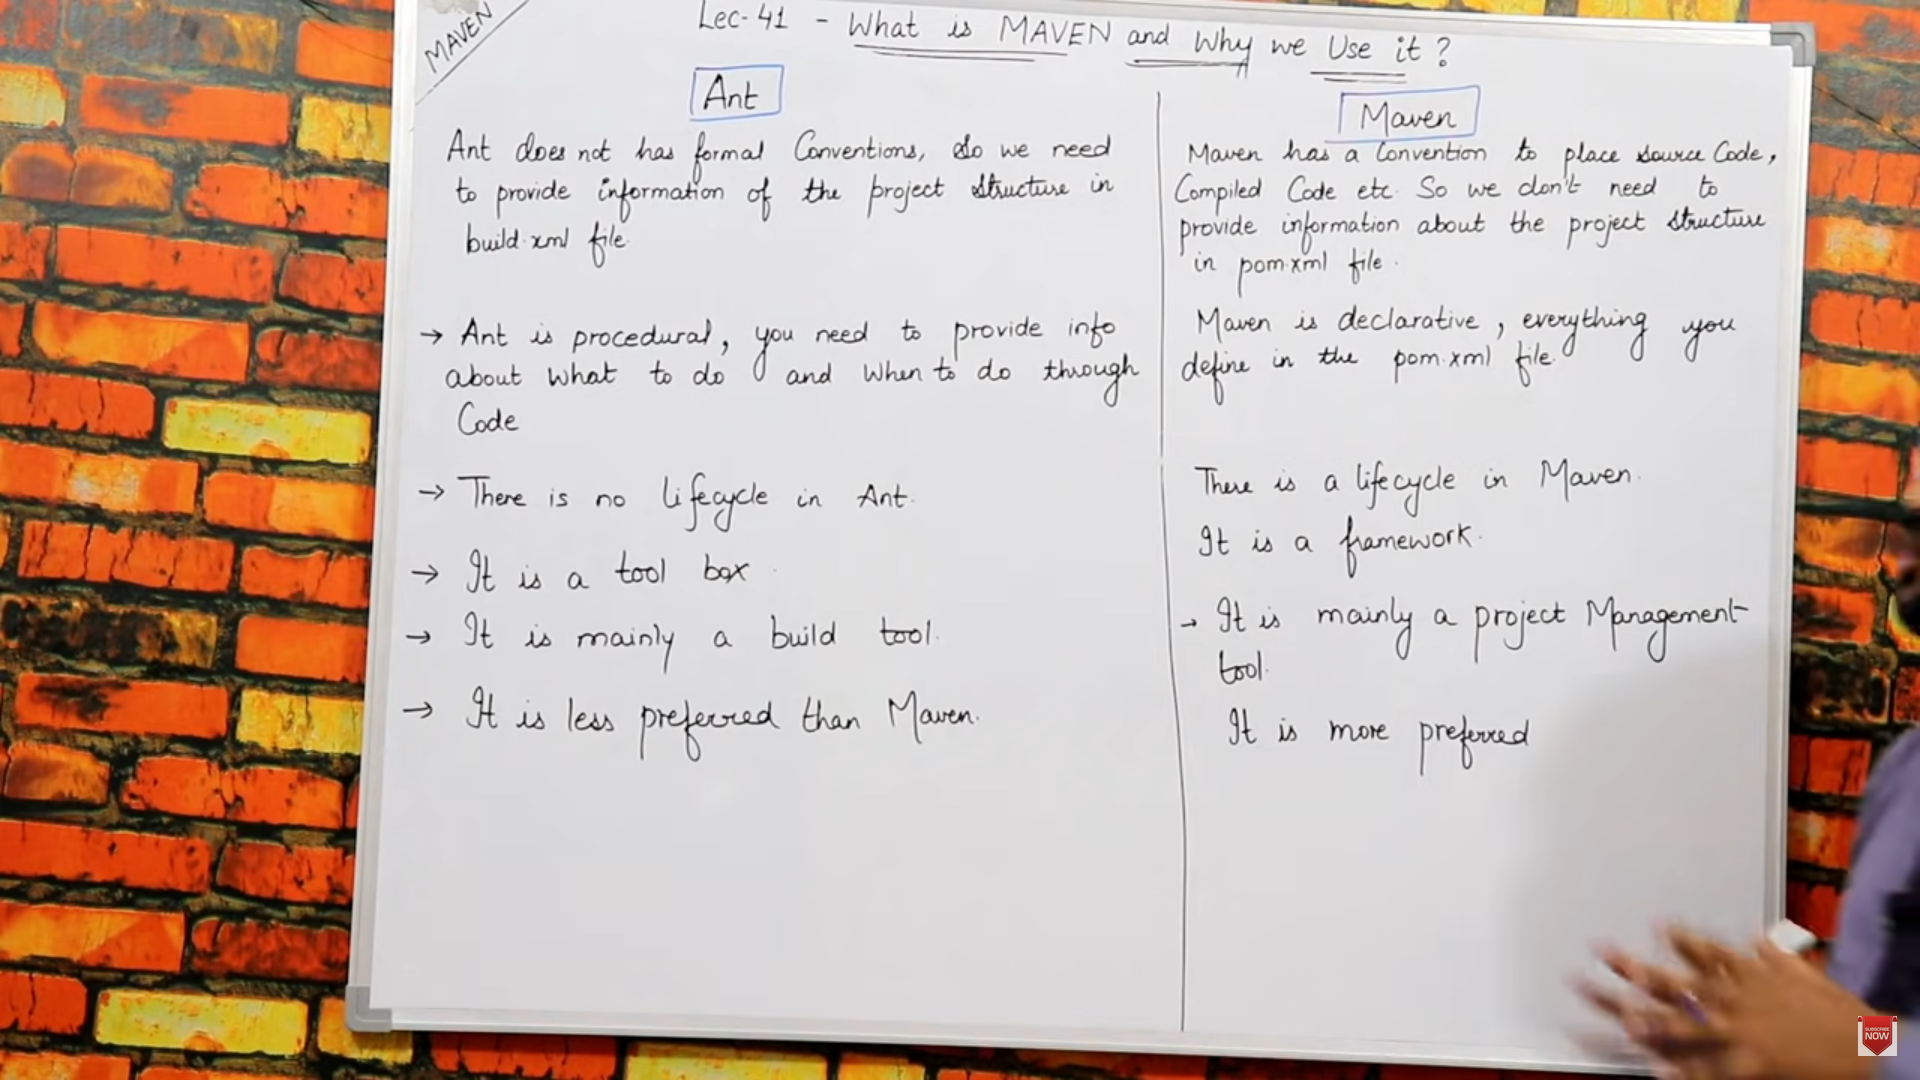 MAVEN
Lec-41 - What is MAVEN and Why we Use it?
Ant
Ant does not has formal Conventions, So we need
to provide information of the project structure in
build.xml file
→ Ant is procedural, you need to provide info
about what to do and when to do through
Code
→ There is no lifecycle in Ant.
→ It is a tool box
→ It is mainly a build tool.
→ It is less preferred than Maven.
Maven
Maven has a Convention to place source Code,
Compiled Code etc. So we don't need to
provide information about the project structure
in pom.xml file.
Maven is declarative, everything you
define in the pom.xml file.
There is a lifecycle in Maven.
It is a framework.
→ It is mainly a project Management
tool.
It is more preferred
SUBSCRIBE
NOW